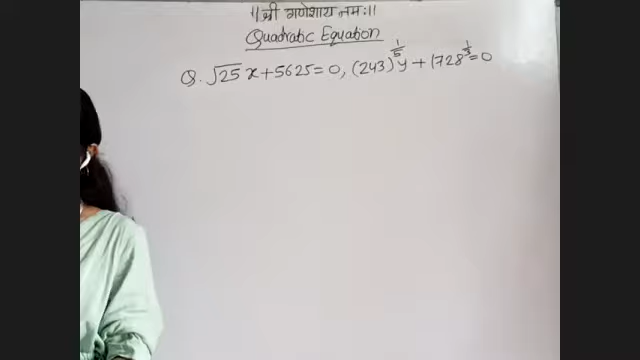 ||श्री गणेशाय नमः||
Quadratic Equation
Q. √25 x + 5625 = 0, (243)^1/5 y + 1728^1/3 = 0